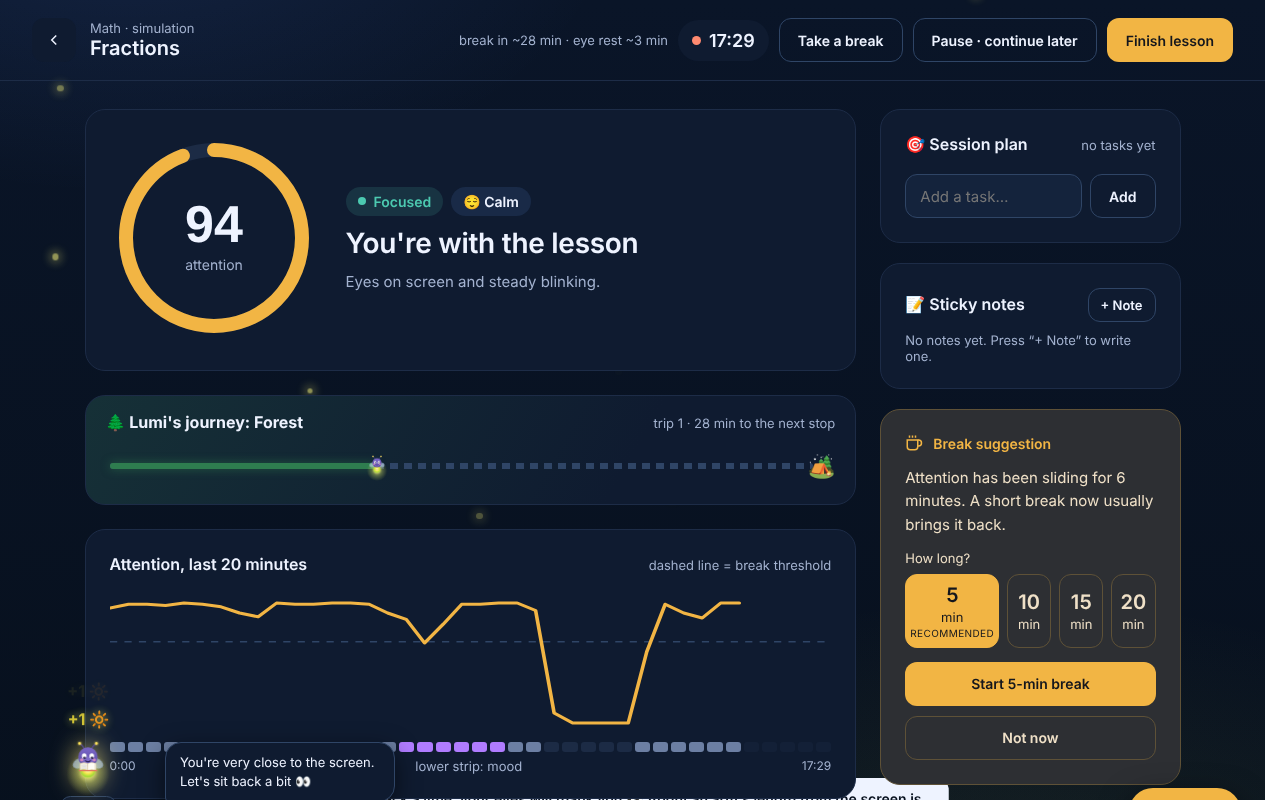 Math · simulation
Fractions
break in ~28 min · eye rest ~3 min
17:29
Take a break
Pause · continue later
Finish lesson
94
attention
Focused
😌 Calm
You're with the lesson
Eyes on screen and steady blinking.
🎯 Session plan
no tasks yet
Add a task...
Add
📝 Sticky notes
+ Note
No notes yet. Press “+ Note” to write
one.
🌲 Lumi's journey: Forest
trip 1 · 28 min to the next stop
Break suggestion
Attention has been sliding for 6
minutes. A short break now usually
brings it back.
How long?
5
min
RECOMMENDED
10
min
15
min
20
min
Start 5-min break
Not now
Attention, last 20 minutes
dashed line = break threshold
+1
+1
0:00
lower strip: mood
17:29
You're very close to the screen.
Let's sit back a bit 👀
the screen is